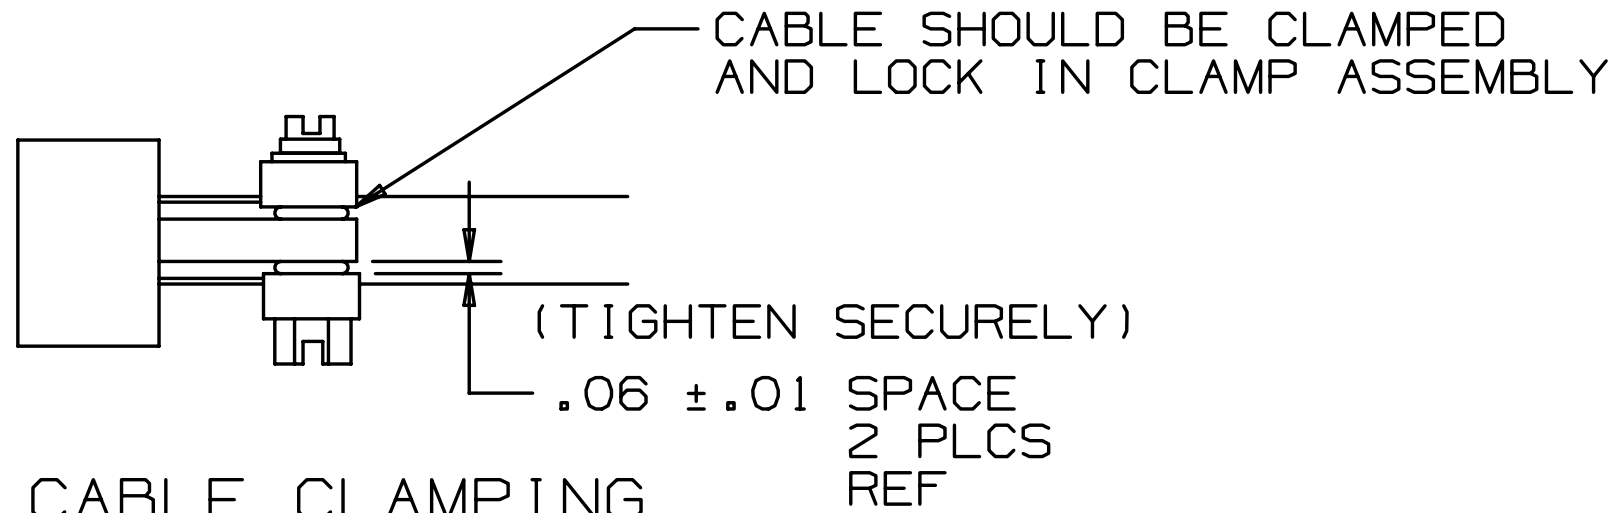 CABLE SHOULD BE CLAMPED
AND LOCK IN CLAMP ASSEMBLY
(TIGHTEN SECURELY)
.06 ±.01 SPACE
2 PLCS
REF
CABLE CLAMPING